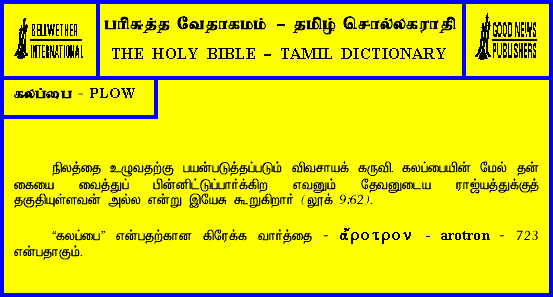 BELLWETHER
INTERNATIONAL
பரிசுத்த வேதாகமம் – தமிழ் சொல்லகராதி
THE HOLY BIBLE – TAMIL DICTIONARY
GOOD NEWS
PUBLISHERS
கலப்பை - PLOW
நிலத்தை உழுவதற்கு பயன்படுத்தப்படும் விவசாயக் கருவி. கலப்பையின் மேல் தன்
கையை வைத்துப் பின்னிட்டுப்பார்க்கிற எவனும் தேவனுடைய ராஜ்யத்துக்குத்
தகுதியுள்ளவன் அல்ல என்று இயேசு கூறுகிறார் (லூக் 9:62).
“கலப்பை” என்பதற்கான கிரேக்க வார்த்தை - ἄροτρον - arotron - 723
என்பதாகும்.